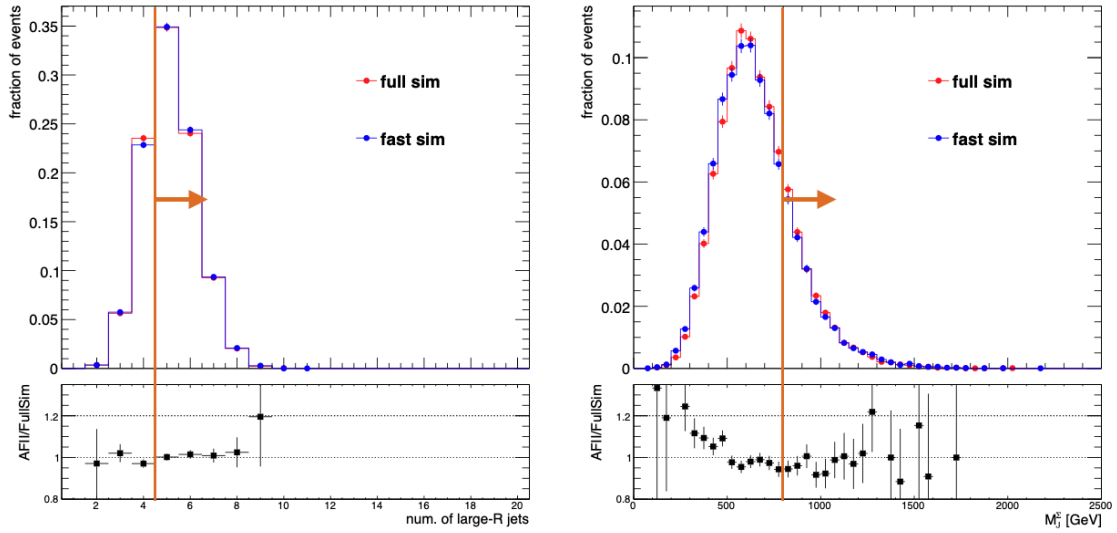 fraction of events
0.35
0.3
0.25
0.2
0.15
0.1
0.05
0
full sim
fast sim
AFII/FullSim
1.2
1
0.8
2 4 6 8 10 12 14 16 18 20
num. of large-R jets
fraction of events
0.1
0.08
0.06
0.04
0.02
0
full sim
fast sim
AFII/FullSim
1.2
1
0.8
0 500 1000 1500 2000 2500
M_J^Σ [GeV]